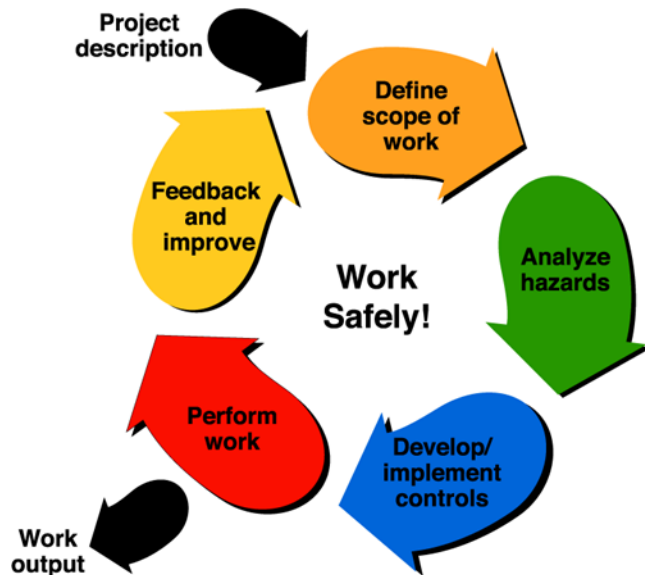 Project
description
Define
scope of
work
Analyze
hazards
Develop/
implement
controls
Perform
work
Work
output
Feedback
and
improve
Work
Safely!